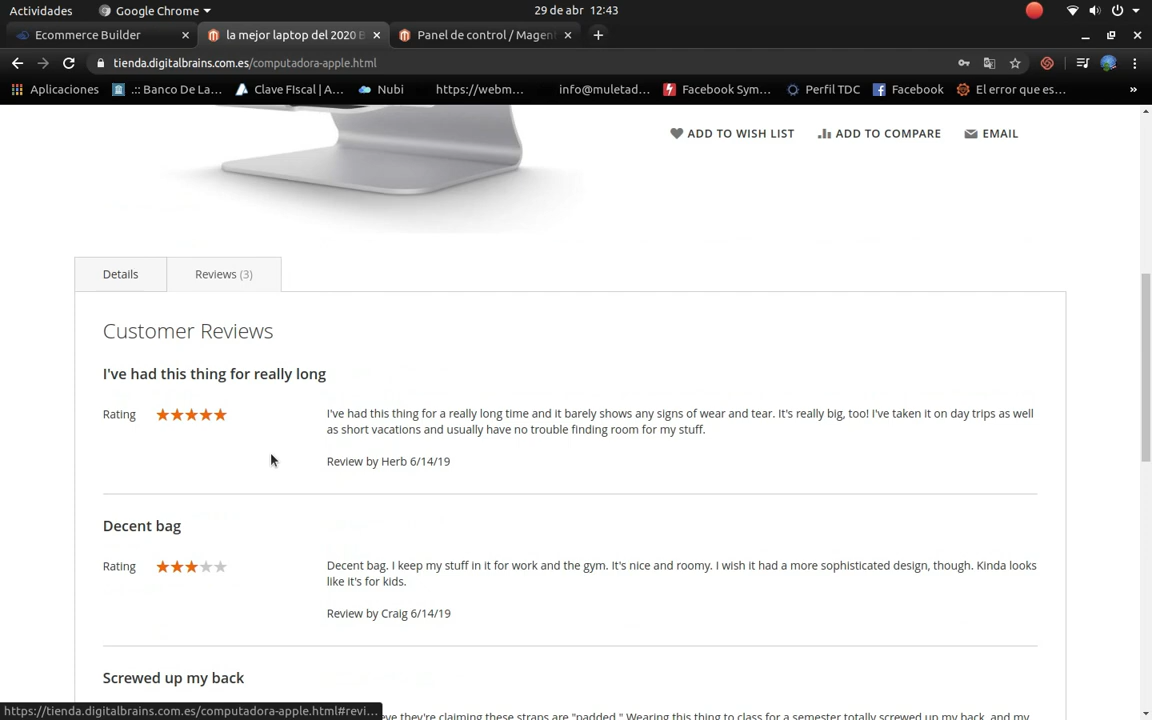 Actividades Google Chrome 29 de abr 12:43
Ecommerce Builder la mejor laptop del 2020 Panel de control / Magen
tienda.digitalbrains.com.es/computadora-apple.html
Aplicaciones .:: Banco De La... Clave FIscal | A... Nubi https://webm... info@muletad... Facebook Sym... Perfil TDC Facebook El error que es... »
ADD TO WISH LIST ADD TO COMPARE EMAIL
Details Reviews (3)
Customer Reviews
I've had this thing for really long
Rating I've had this thing for a really long time and it barely shows any signs of wear and tear. It's really big, too! I've taken it on day trips as well
as short vacations and usually have no trouble finding room for my stuff.
Review by Herb 6/14/19
Decent bag
Rating Decent bag. I keep my stuff in it for work and the gym. It's nice and roomy. I wish it had a more sophisticated design, though. Kinda looks
like it's for kids.
Review by Craig 6/14/19
Screwed up my back
https://tienda.digitalbrains.com.es/computadora-apple.html#revi... eve they're claiming these straps are "padded." Wearing this thing to class for a semester totally screwed up my back, and my